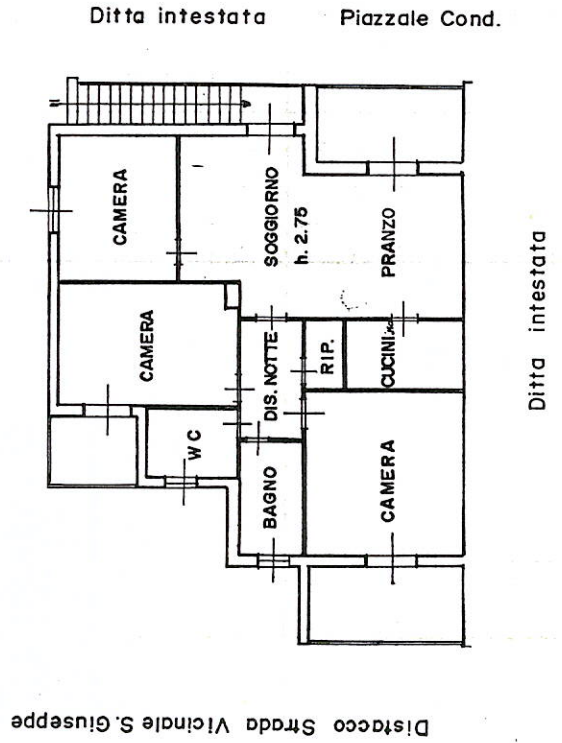 Ditta intestata
Piazzale Cond.
CAMERA
SOGGIORNO
h. 2.75
PRANZO
CAMERA
DIS. NOTTE
RIP.
CUCINI.
WC
BAGNO
CAMERA
Ditta intestata
Distacco Strada Vicinale S. Giuseppe